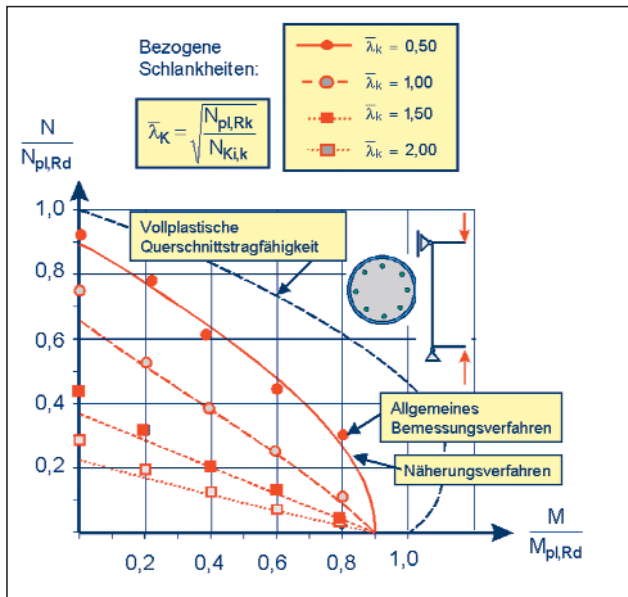 Bezogene
Schlankheiten:
λ̄K = √(Npl,Rk / NKi,k)
λ̄k = 0,50
λ̄k = 1,00
λ̄k = 1,50
λ̄k = 2,00
N
Npl,Rd
1,0
0,8
0,6
0,4
0,2
Vollplastische
Querschnittstragfähigkeit
Allgemeines
Bemessungsverfahren
Näherungsverfahren
0,2 0,4 0,6 0,8 1,0
M
Mpl,Rd